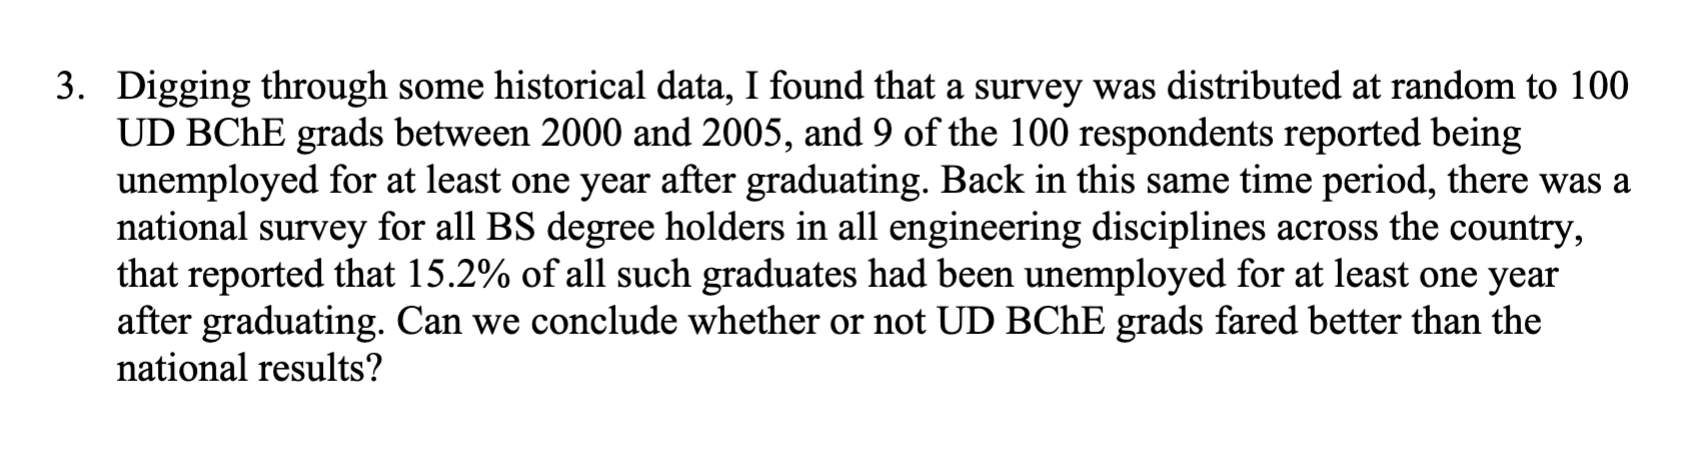 3. Digging through some historical data, I found that a survey was distributed at random to 100
UD BChE grads between 2000 and 2005, and 9 of the 100 respondents reported being
unemployed for at least one year after graduating. Back in this same time period, there was a
national survey for all BS degree holders in all engineering disciplines across the country,
that reported that 15.2% of all such graduates had been unemployed for at least one year
after graduating. Can we conclude whether or not UD BChE grads fared better than the
national results?